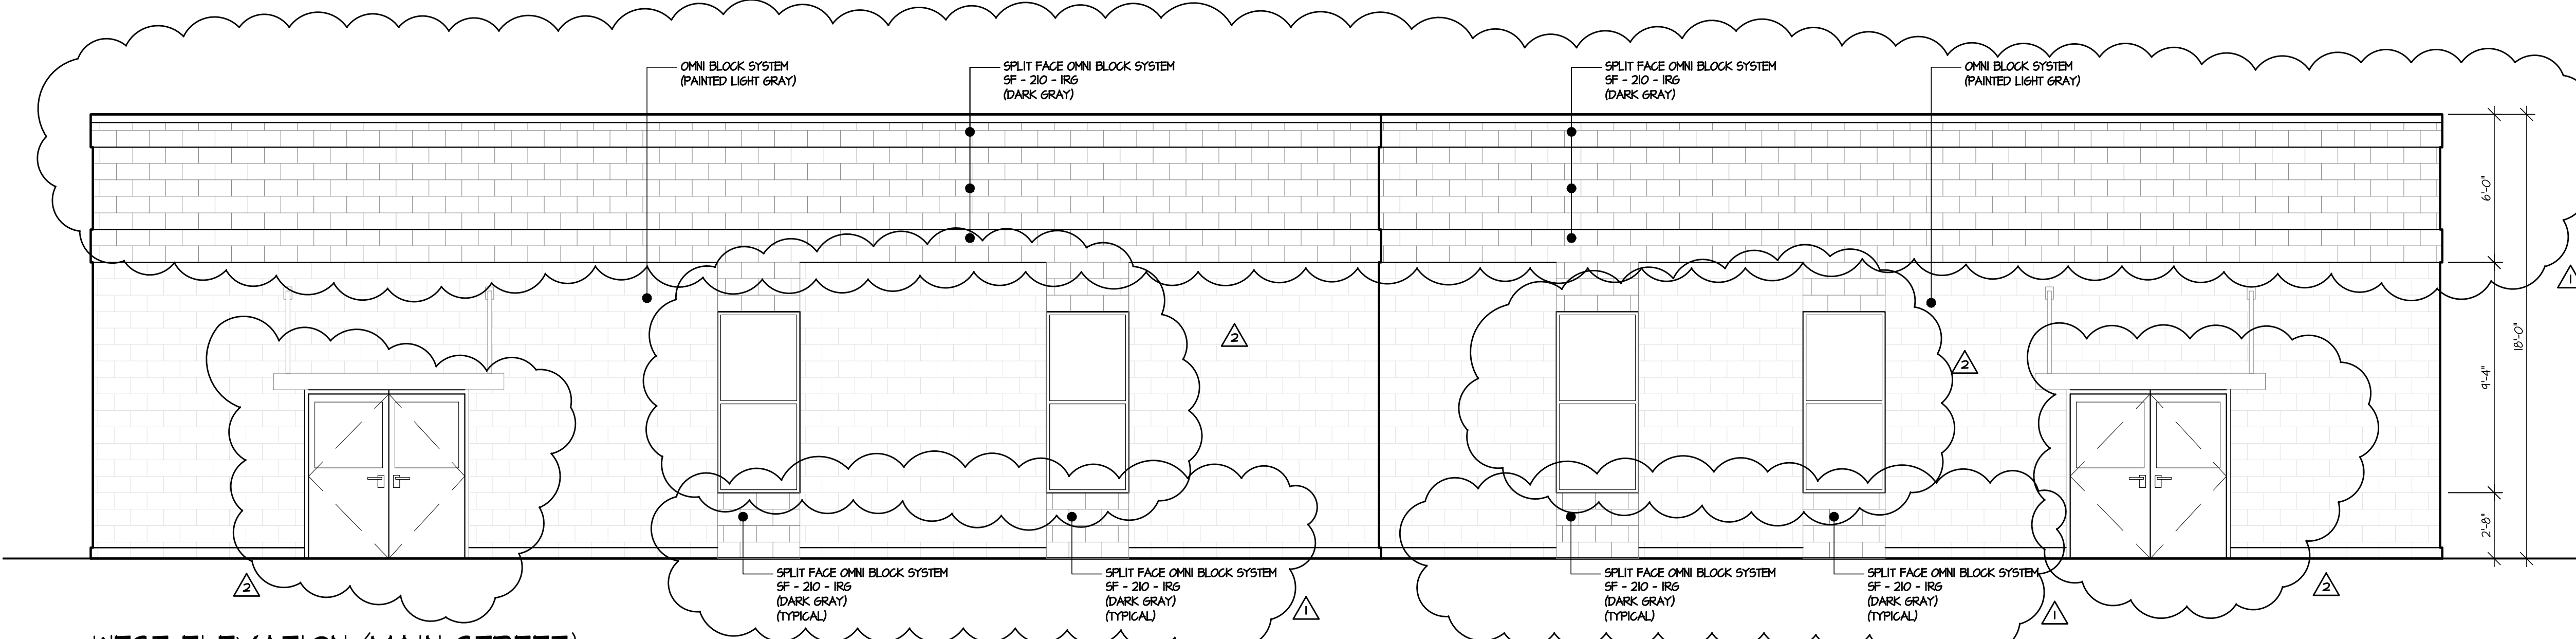 OMNI BLOCK SYSTEM
(PAINTED LIGHT GRAY)
SPLIT FACE OMNI BLOCK SYSTEM
SF - 210 - IRG
(DARK GRAY)
SPLIT FACE OMNI BLOCK SYSTEM
SF - 210 - IRG
(DARK GRAY)
OMNI BLOCK SYSTEM
(PAINTED LIGHT GRAY)
6'-0"
18'-0"
9'-4"
2'-8"
1
2
2
2
SPLIT FACE OMNI BLOCK SYSTEM
SF - 210 - IRG
(DARK GRAY)
(TYPICAL)
SPLIT FACE OMNI BLOCK SYSTEM
SF - 210 - IRG
(DARK GRAY)
(TYPICAL)
1
SPLIT FACE OMNI BLOCK SYSTEM
SF - 210 - IRG
(DARK GRAY)
(TYPICAL)
SPLIT FACE OMNI BLOCK SYSTEM
SF - 210 - IRG
(DARK GRAY)
(TYPICAL)
1
2
WEST ELEVATION (MAIN STREET)